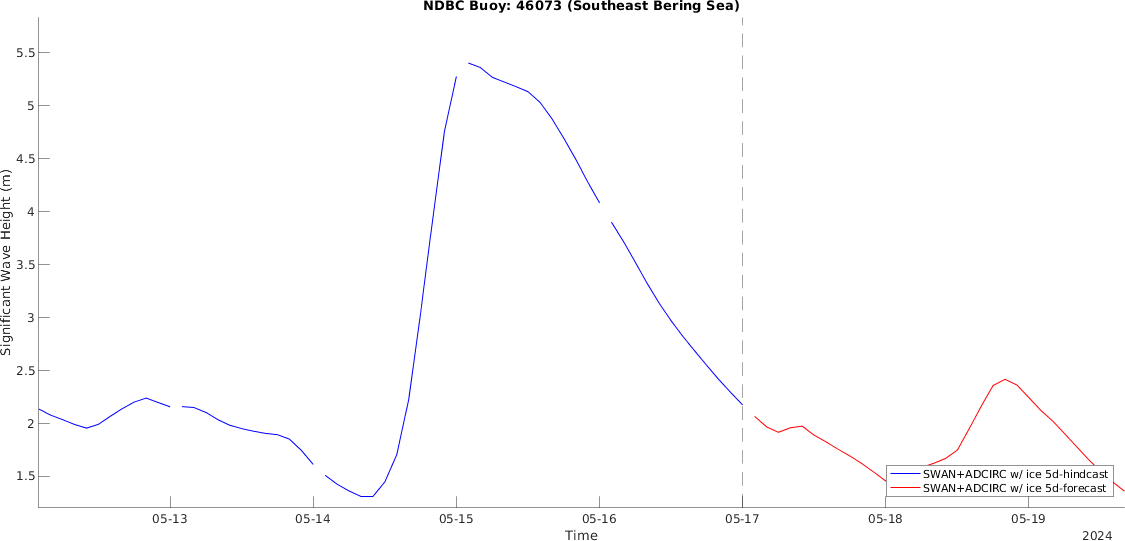 NDBC Buoy: 46073 (Southeast Bering Sea)
5.5
5
4.5
4
3.5
3
2.5
2
1.5
Significant Wave Height (m)
SWAN+ADCIRC w/ ice 5d-hindcast
SWAN+ADCIRC w/ ice 5d-forecast
05-13 05-14 05-15 05-16 05-17 05-18 05-19
Time
2024